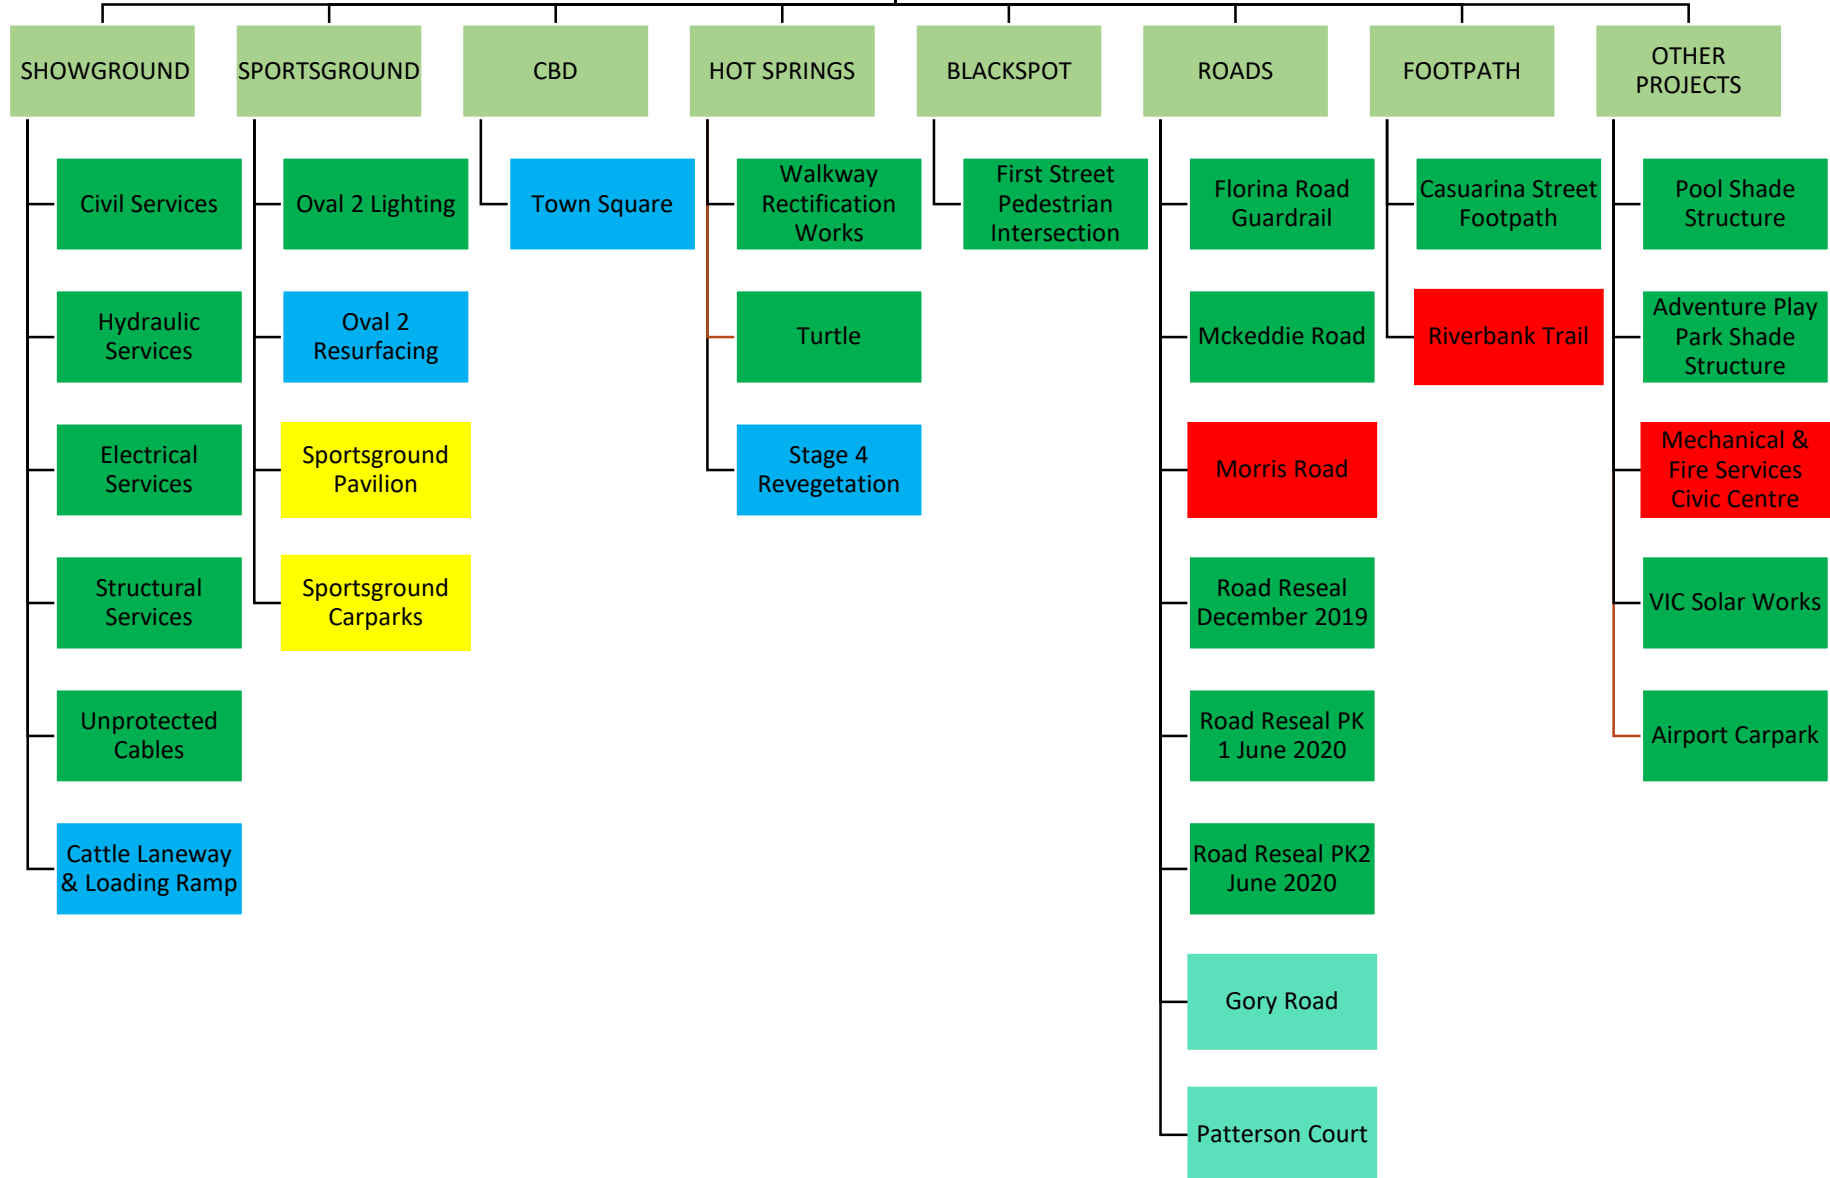 SHOWGROUND
SPORTSGROUND
CBD
HOT SPRINGS
BLACKSPOT
ROADS
FOOTPATH
OTHER
PROJECTS
Civil Services
Hydraulic
Services
Electrical
Services
Structural
Services
Unprotected
Cables
Cattle Laneway
& Loading Ramp
Oval 2 Lighting
Oval 2
Resurfacing
Sportsground
Pavilion
Sportsground
Carparks
Town Square
Walkway
Rectification
Works
Turtle
Stage 4
Revegetation
First Street
Pedestrian
Intersection
Florina Road
Guardrail
Mckeddie Road
Morris Road
Road Reseal
December 2019
Road Reseal PK
1 June 2020
Road Reseal PK2
June 2020
Gory Road
Patterson Court
Casuarina Street
Footpath
Riverbank Trail
Pool Shade
Structure
Adventure Play
Park Shade
Structure
Mechanical &
Fire Services
Civic Centre
VIC Solar Works
Airport Carpark